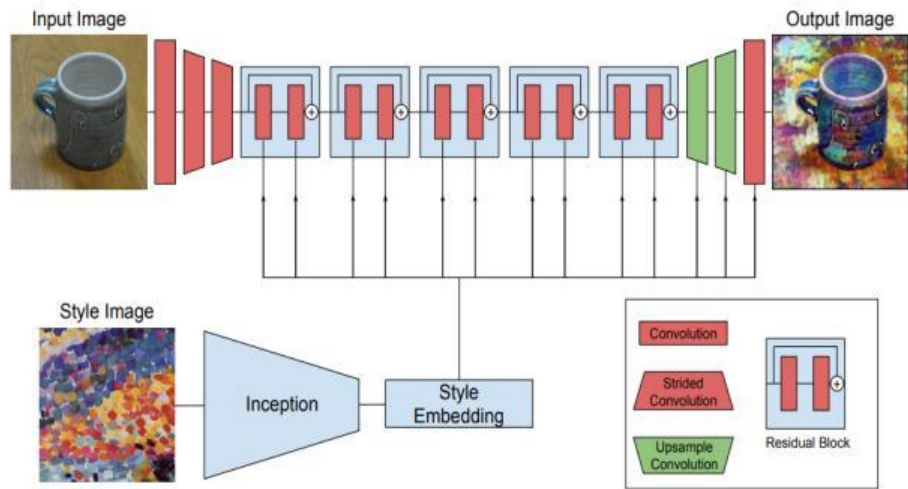 Input Image
Output Image
+
+
+
+
+
Style Image
Inception
Style
Embedding
Convolution
Strided
Convolution
Upsample
Convolution
+
Residual Block